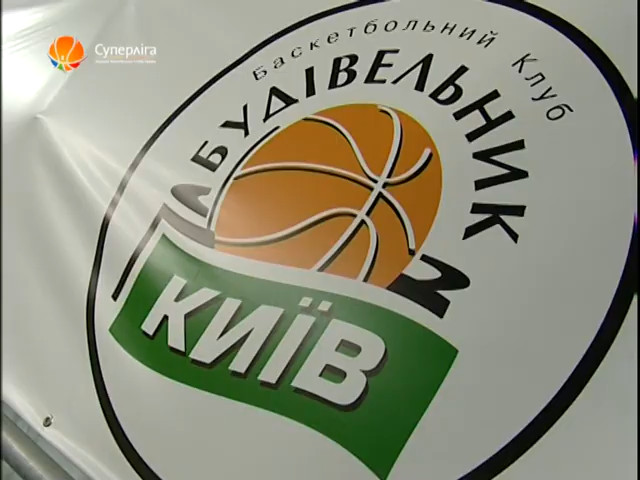 Суперліга
Баскетбольний Клуб
БУДІВЕЛЬНИК
КИЇВ